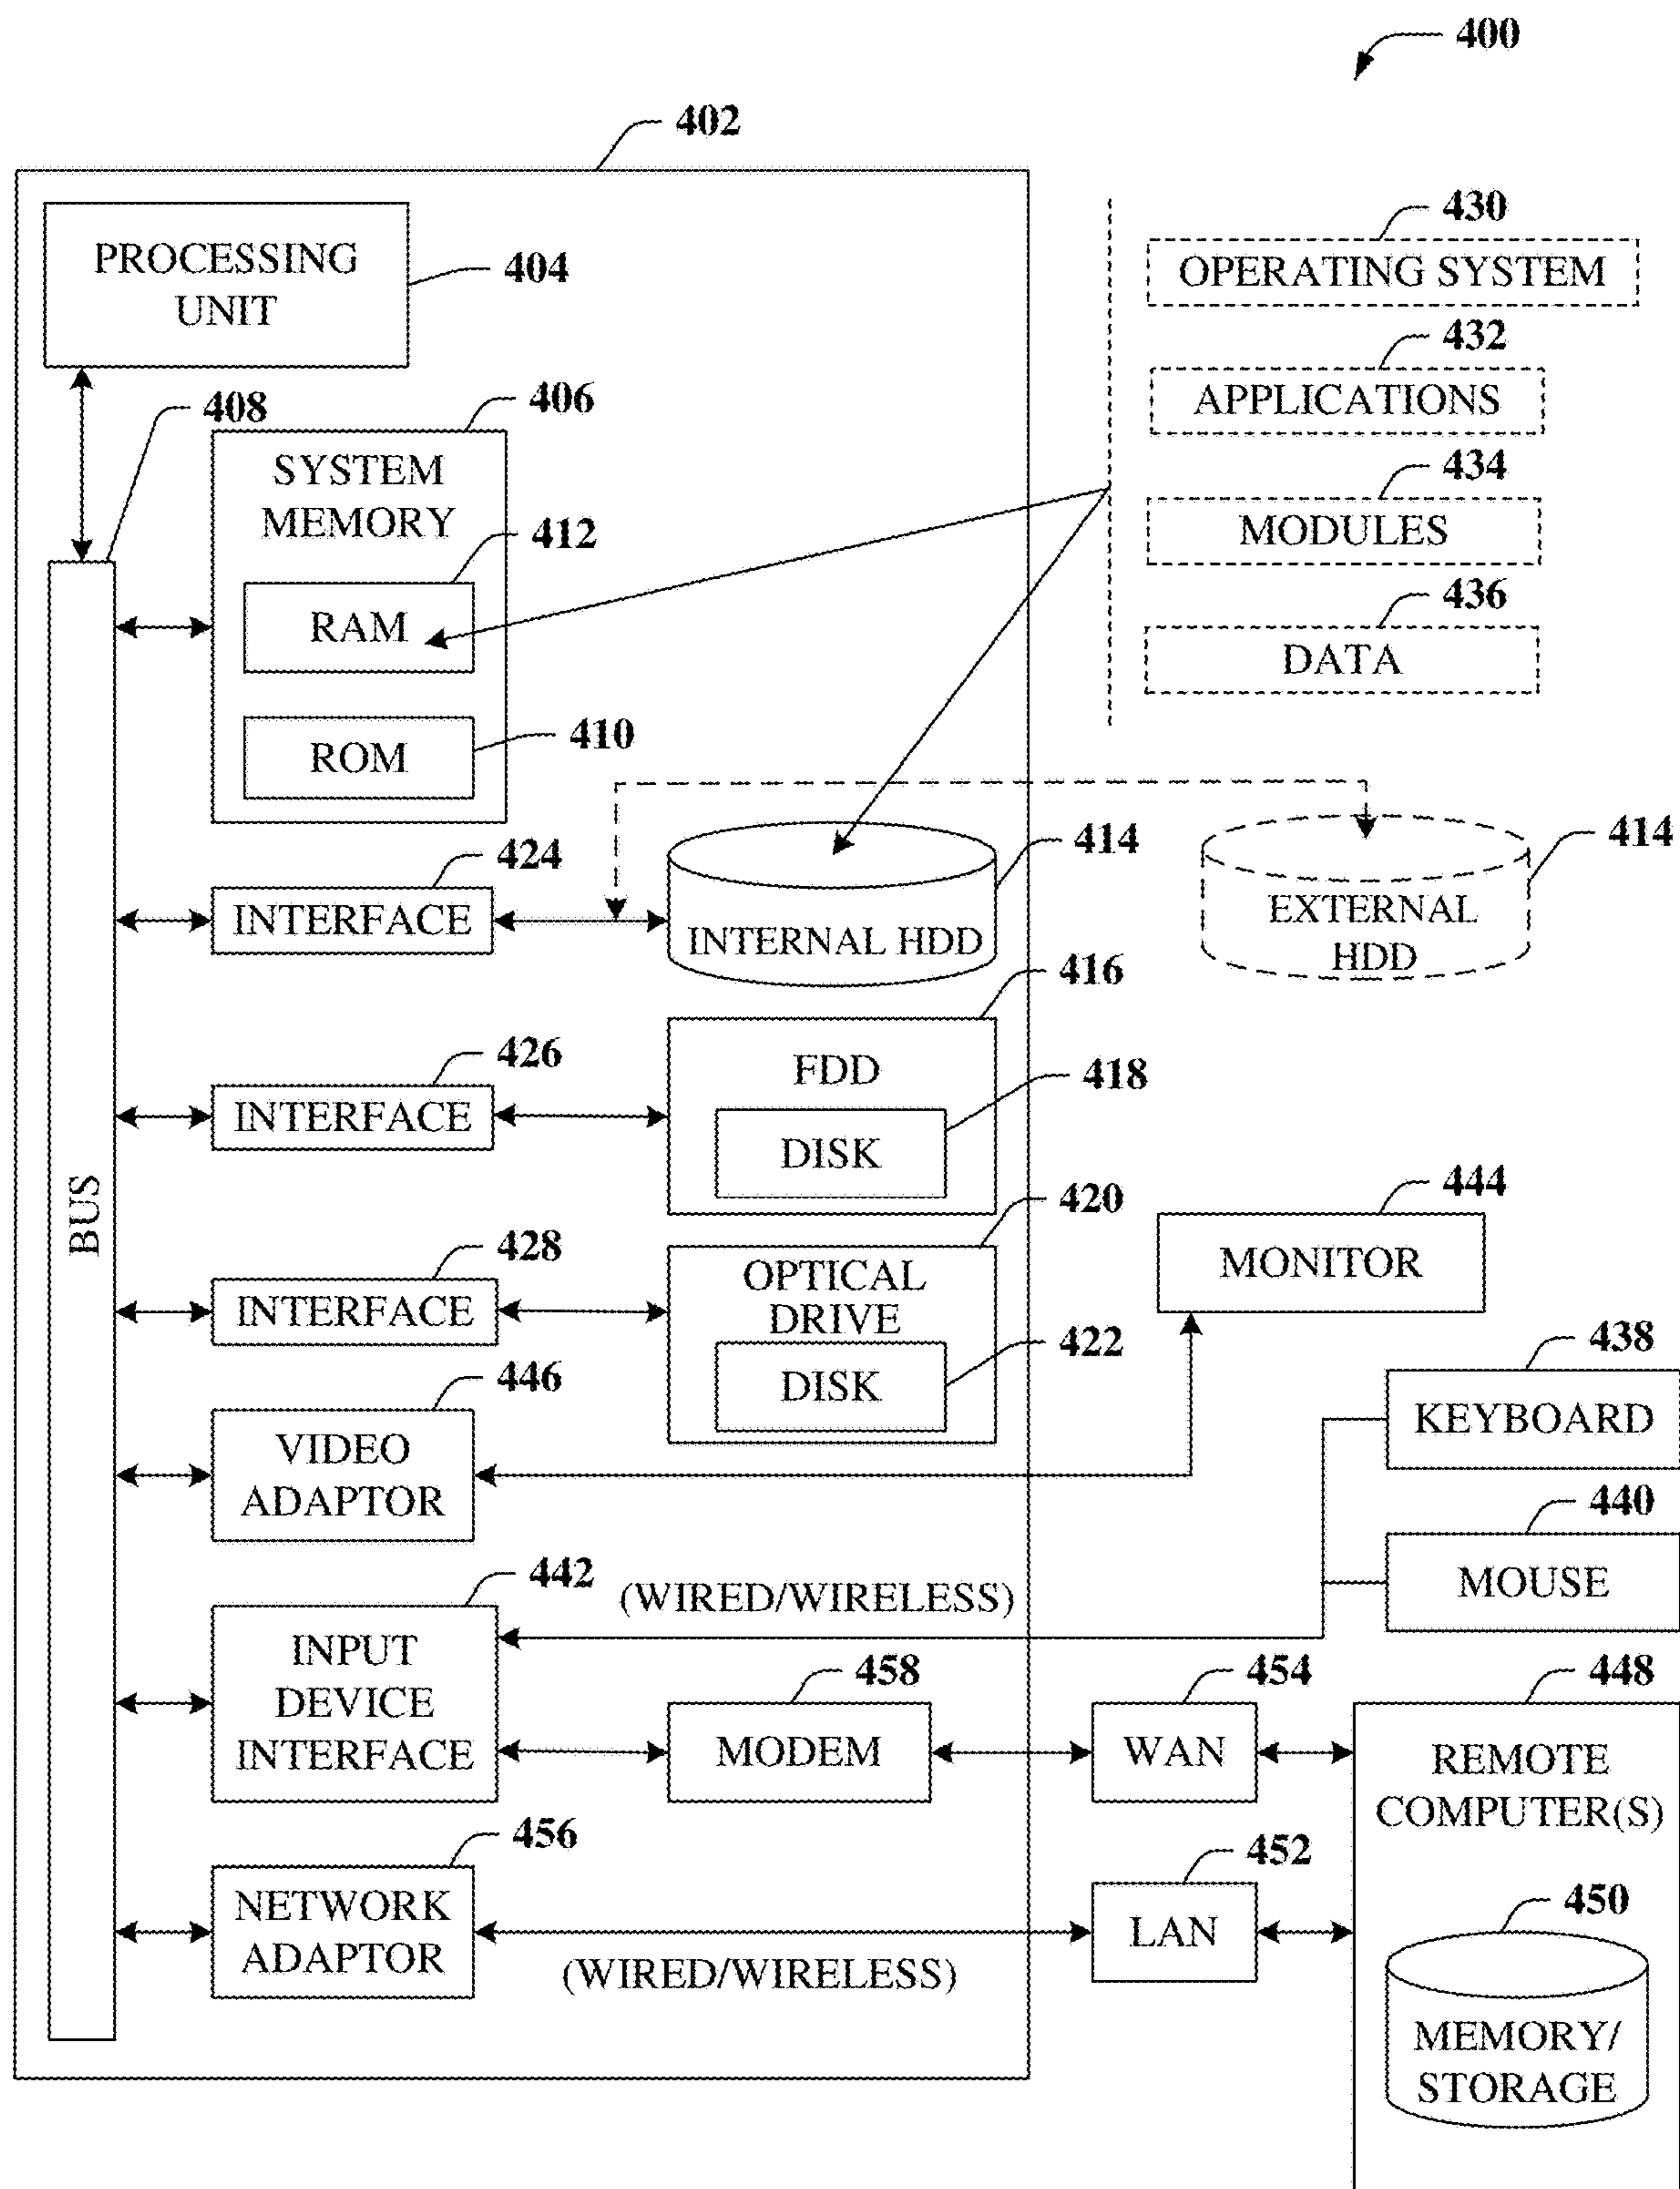 400
402
PROCESSING
UNIT
404
430
OPERATING SYSTEM
432
APPLICATIONS
434
MODULES
436
DATA
408
406
SYSTEM
MEMORY
412
RAM
410
ROM
424
INTERFACE
414
INTERNAL HDD
414
EXTERNAL
HDD
426
INTERFACE
416
FDD
418
DISK
BUS
428
INTERFACE
420
OPTICAL
DRIVE
422
DISK
444
MONITOR
446
VIDEO
ADAPTOR
438
KEYBOARD
440
MOUSE
442
INPUT
DEVICE
INTERFACE
(WIRED/WIRELESS)
458
MODEM
454
WAN
448
REMOTE
COMPUTER(S)
456
NETWORK
ADAPTOR
(WIRED/WIRELESS)
452
LAN
450
MEMORY/
STORAGE